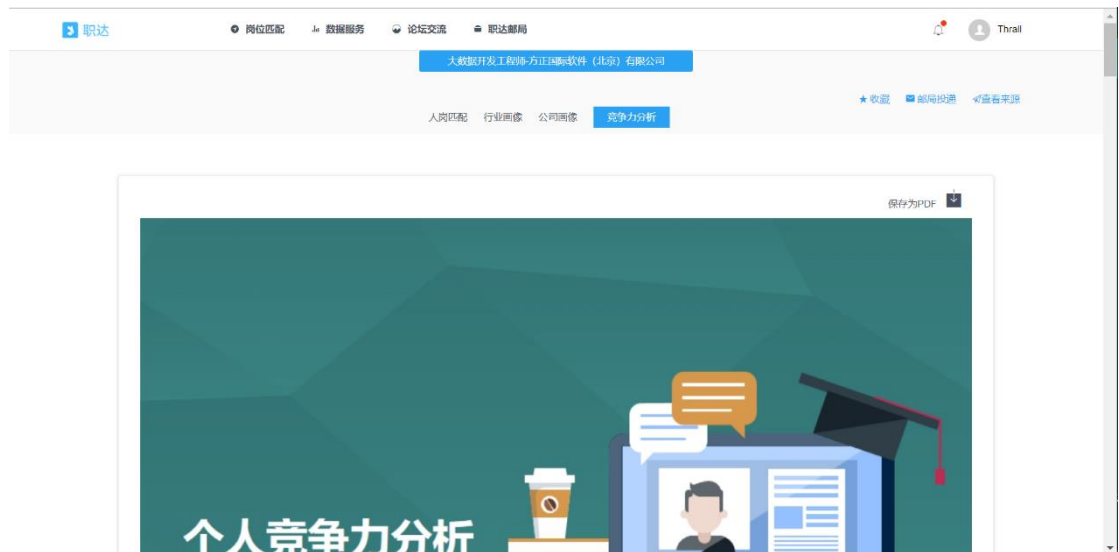 职达 岗位匹配 数据服务 论坛交流 职达邮局 Thrall
大数据开发工程师-方正国际软件（北京）有限公司
收藏 邮局投递 查看来源
人岗匹配 行业画像 公司画像 竞争力分析
保存为PDF
个人竞争力分析